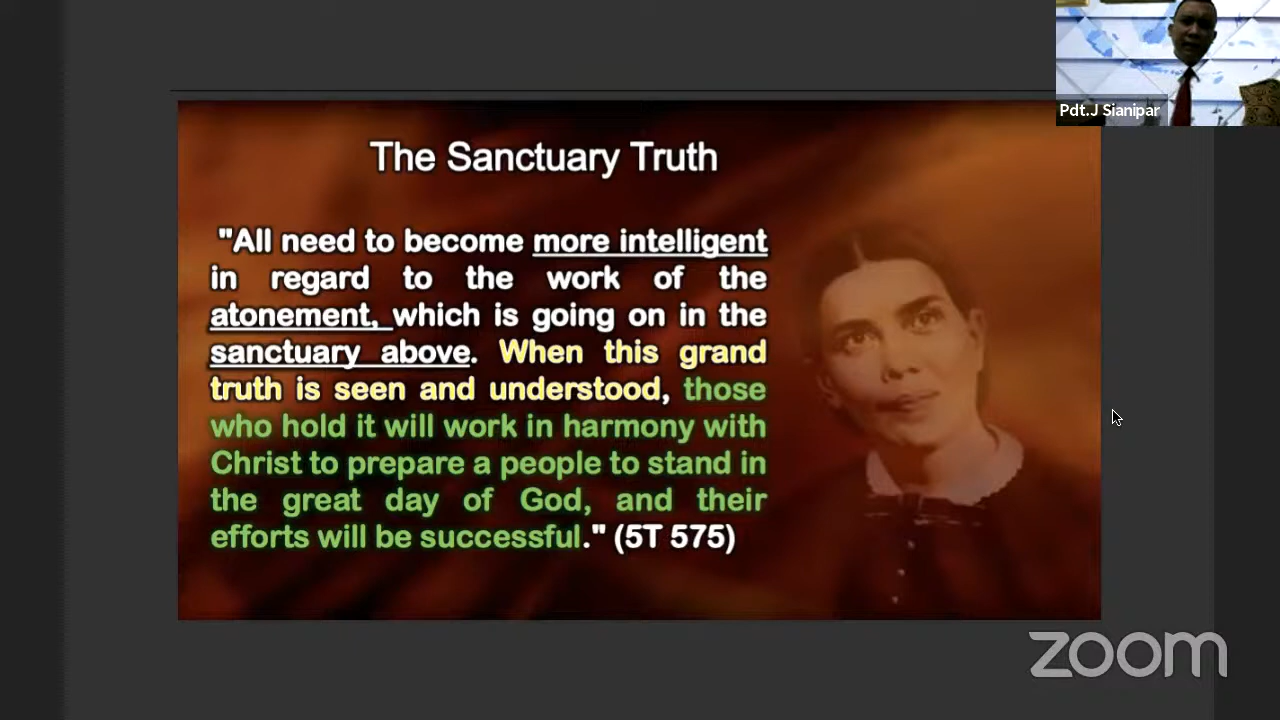 Pdt.J Sianipar
The Sanctuary Truth
"All need to become more intelligent
in regard to the work of the
atonement, which is going on in the
sanctuary above. When this grand
truth is seen and understood, those
who hold it will work in harmony with
Christ to prepare a people to stand in
the great day of God, and their
efforts will be successful." (5T 575)
zoom